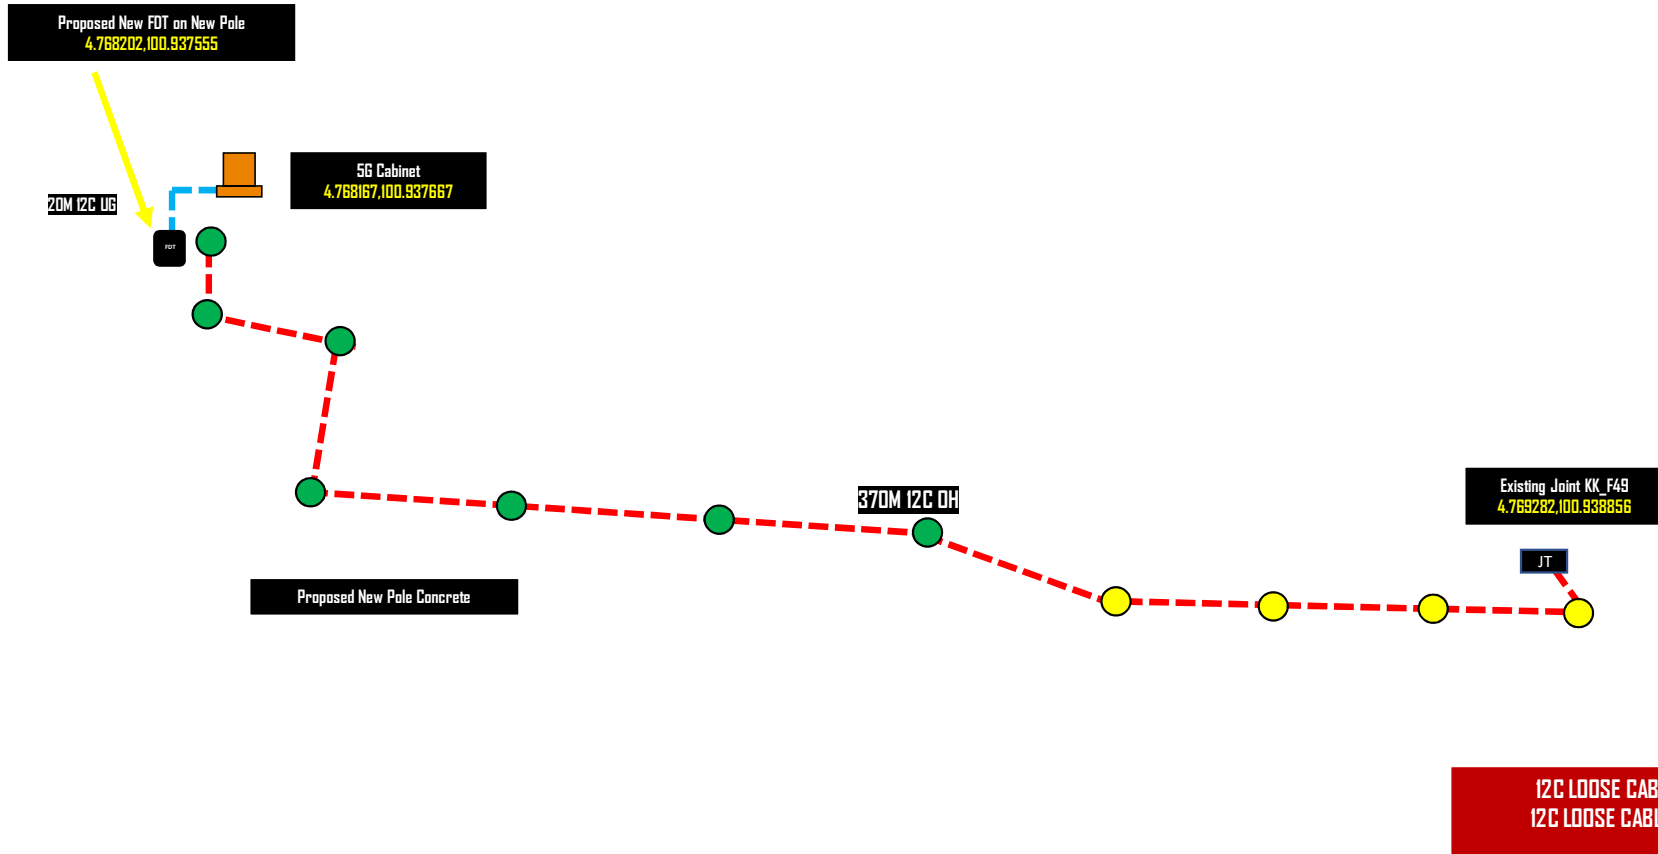 Proposed New FDT on New Pole
4.768202,100.937555
5G Cabinet
4.768167,100.937667
20M 12C UG
FDT
370M 12C OH
Existing Joint KK_F49
4.769282,100.938856
JT
Proposed New Pole Concrete
12C LOOSE CAB
12C LOOSE CAB